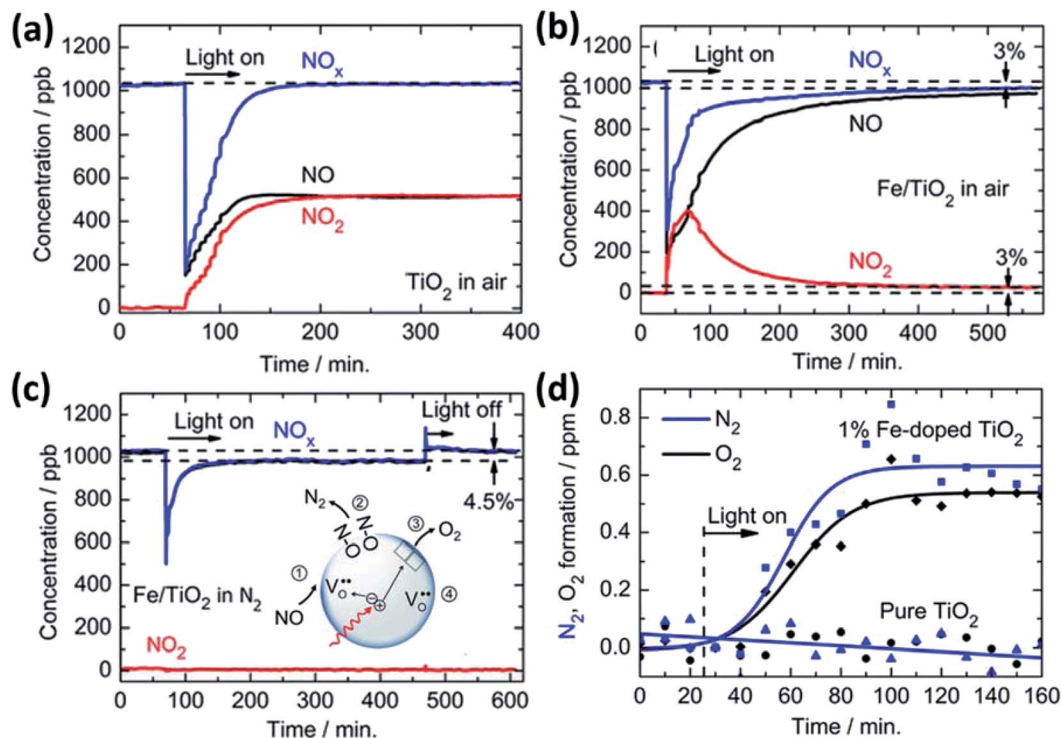 (a)
Concentration / ppb
1200
1000
800
600
400
200
0
Light on
NOx
NO
NO2
TiO2 in air
0 100 200 300 400
Time / min.
(b)
Concentration / ppb
1200
1000
800
600
400
200
0
Light on
NOx
3%
NO
Fe/TiO2 in air
NO2
3%
0 100 200 300 400 500
Time / min.
(c)
Concentration / ppb
1200
1000
800
600
400
200
0
Light on
NOx
Light off
4.5%
N2
②
N N
O O
③
O2
①
VO••
− +
VO••
④
NO
Fe/TiO2 in N2
NO2
0 100 200 300 400 500 600
Time / min.
(d)
N2, O2 formation / ppm
0.8
0.6
0.4
0.2
0.0
N2
O2
1% Fe-doped TiO2
Light on
Pure TiO2
0 20 40 60 80 100 120 140 160
Time / min.